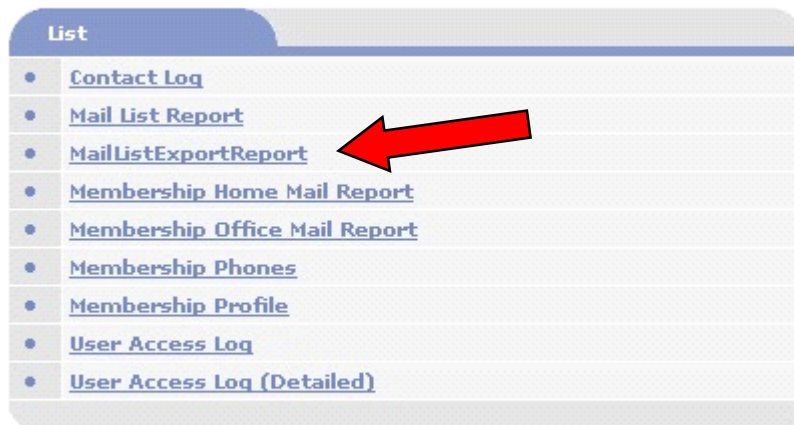 List
Contact Log
Mail List Report
MailListExportReport
Membership Home Mail Report
Membership Office Mail Report
Membership Phones
Membership Profile
User Access Log
User Access Log (Detailed)